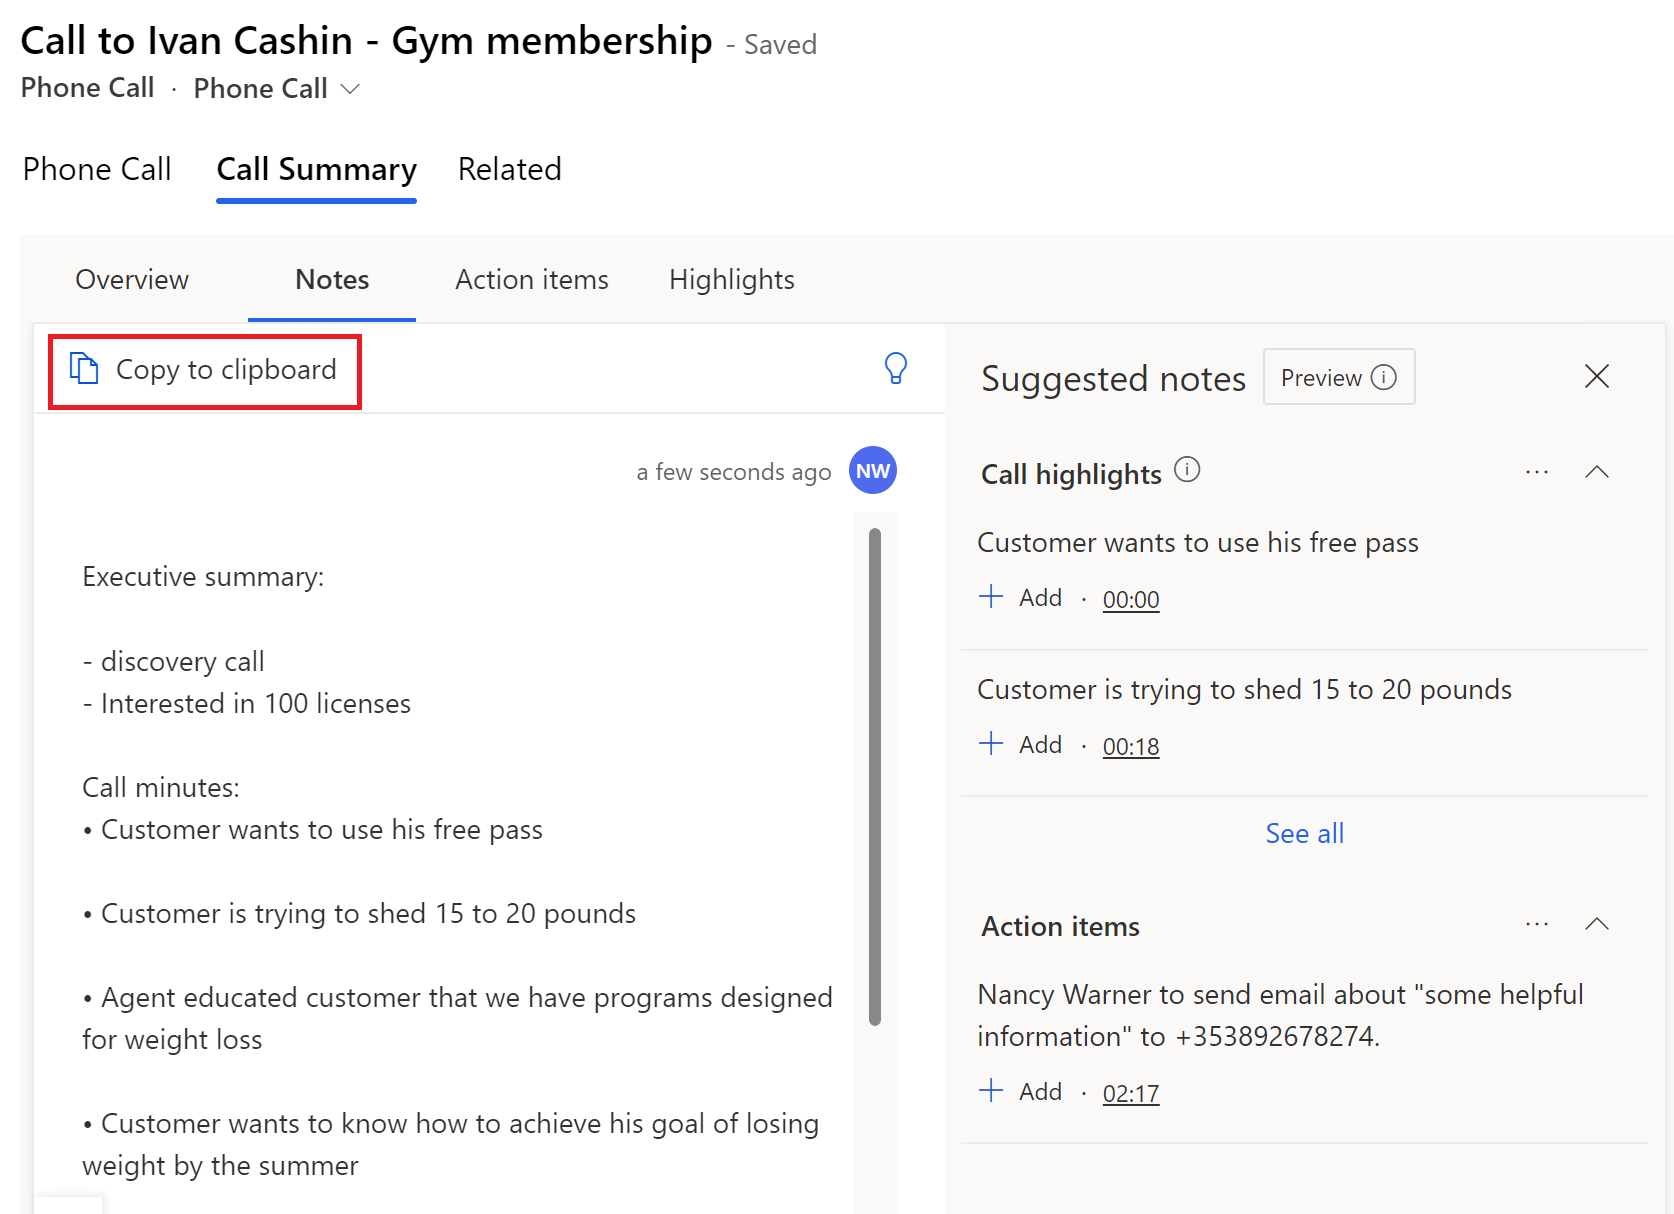 Call to Ivan Cashin - Gym membership - Saved
Phone Call · Phone Call
Phone Call Call Summary Related
Overview Notes Action items Highlights
Copy to clipboard
a few seconds ago NW
Executive summary:
- discovery call
- Interested in 100 licenses
Call minutes:
• Customer wants to use his free pass
• Customer is trying to shed 15 to 20 pounds
• Agent educated customer that we have programs designed
for weight loss
• Customer wants to know how to achieve his goal of losing
weight by the summer
Suggested notes Preview
Call highlights ···
Customer wants to use his free pass
+ Add · 00:00
Customer is trying to shed 15 to 20 pounds
+ Add · 00:18
See all
Action items ···
Nancy Warner to send email about "some helpful
information" to +353892678274.
+ Add · 02:17